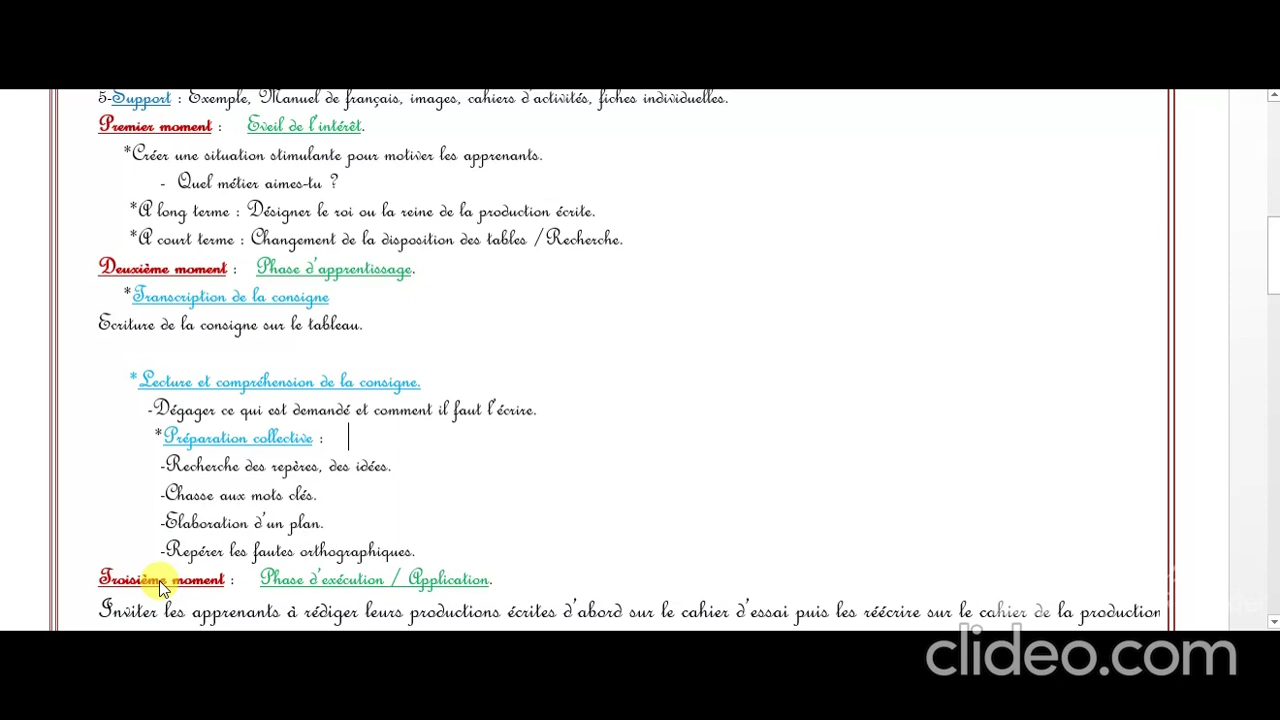 5-Support : Exemple, Manuel de français, images, cahiers d'activités, fiches individuelles.
Premier moment : Eveil de l'intérêt.
*Créer une situation stimulante pour motiver les apprenants.
- Quel métier aimes-tu ?
*A long terme : Désigner le roi ou la reine de la production écrite.
*A court terme : Changement de la disposition des tables /Recherche.
Deuxième moment : Phase d'apprentissage.
*Transcription de la consigne
Ecriture de la consigne sur le tableau.
*Lecture et compréhension de la consigne.
-Dégager ce qui est demandé et comment il faut l'écrire.
*Préparation collective :
-Recherche des repères, des idées.
-Chasse aux mots clés.
-Elaboration d'un plan.
-Repérer les fautes orthographiques.
Troisième moment : Phase d'exécution / Application.
Inviter les apprenants à rédiger leurs productions écrites d'abord sur le cahier d'essai puis les réécrire sur le cahier de la production
clideo.com